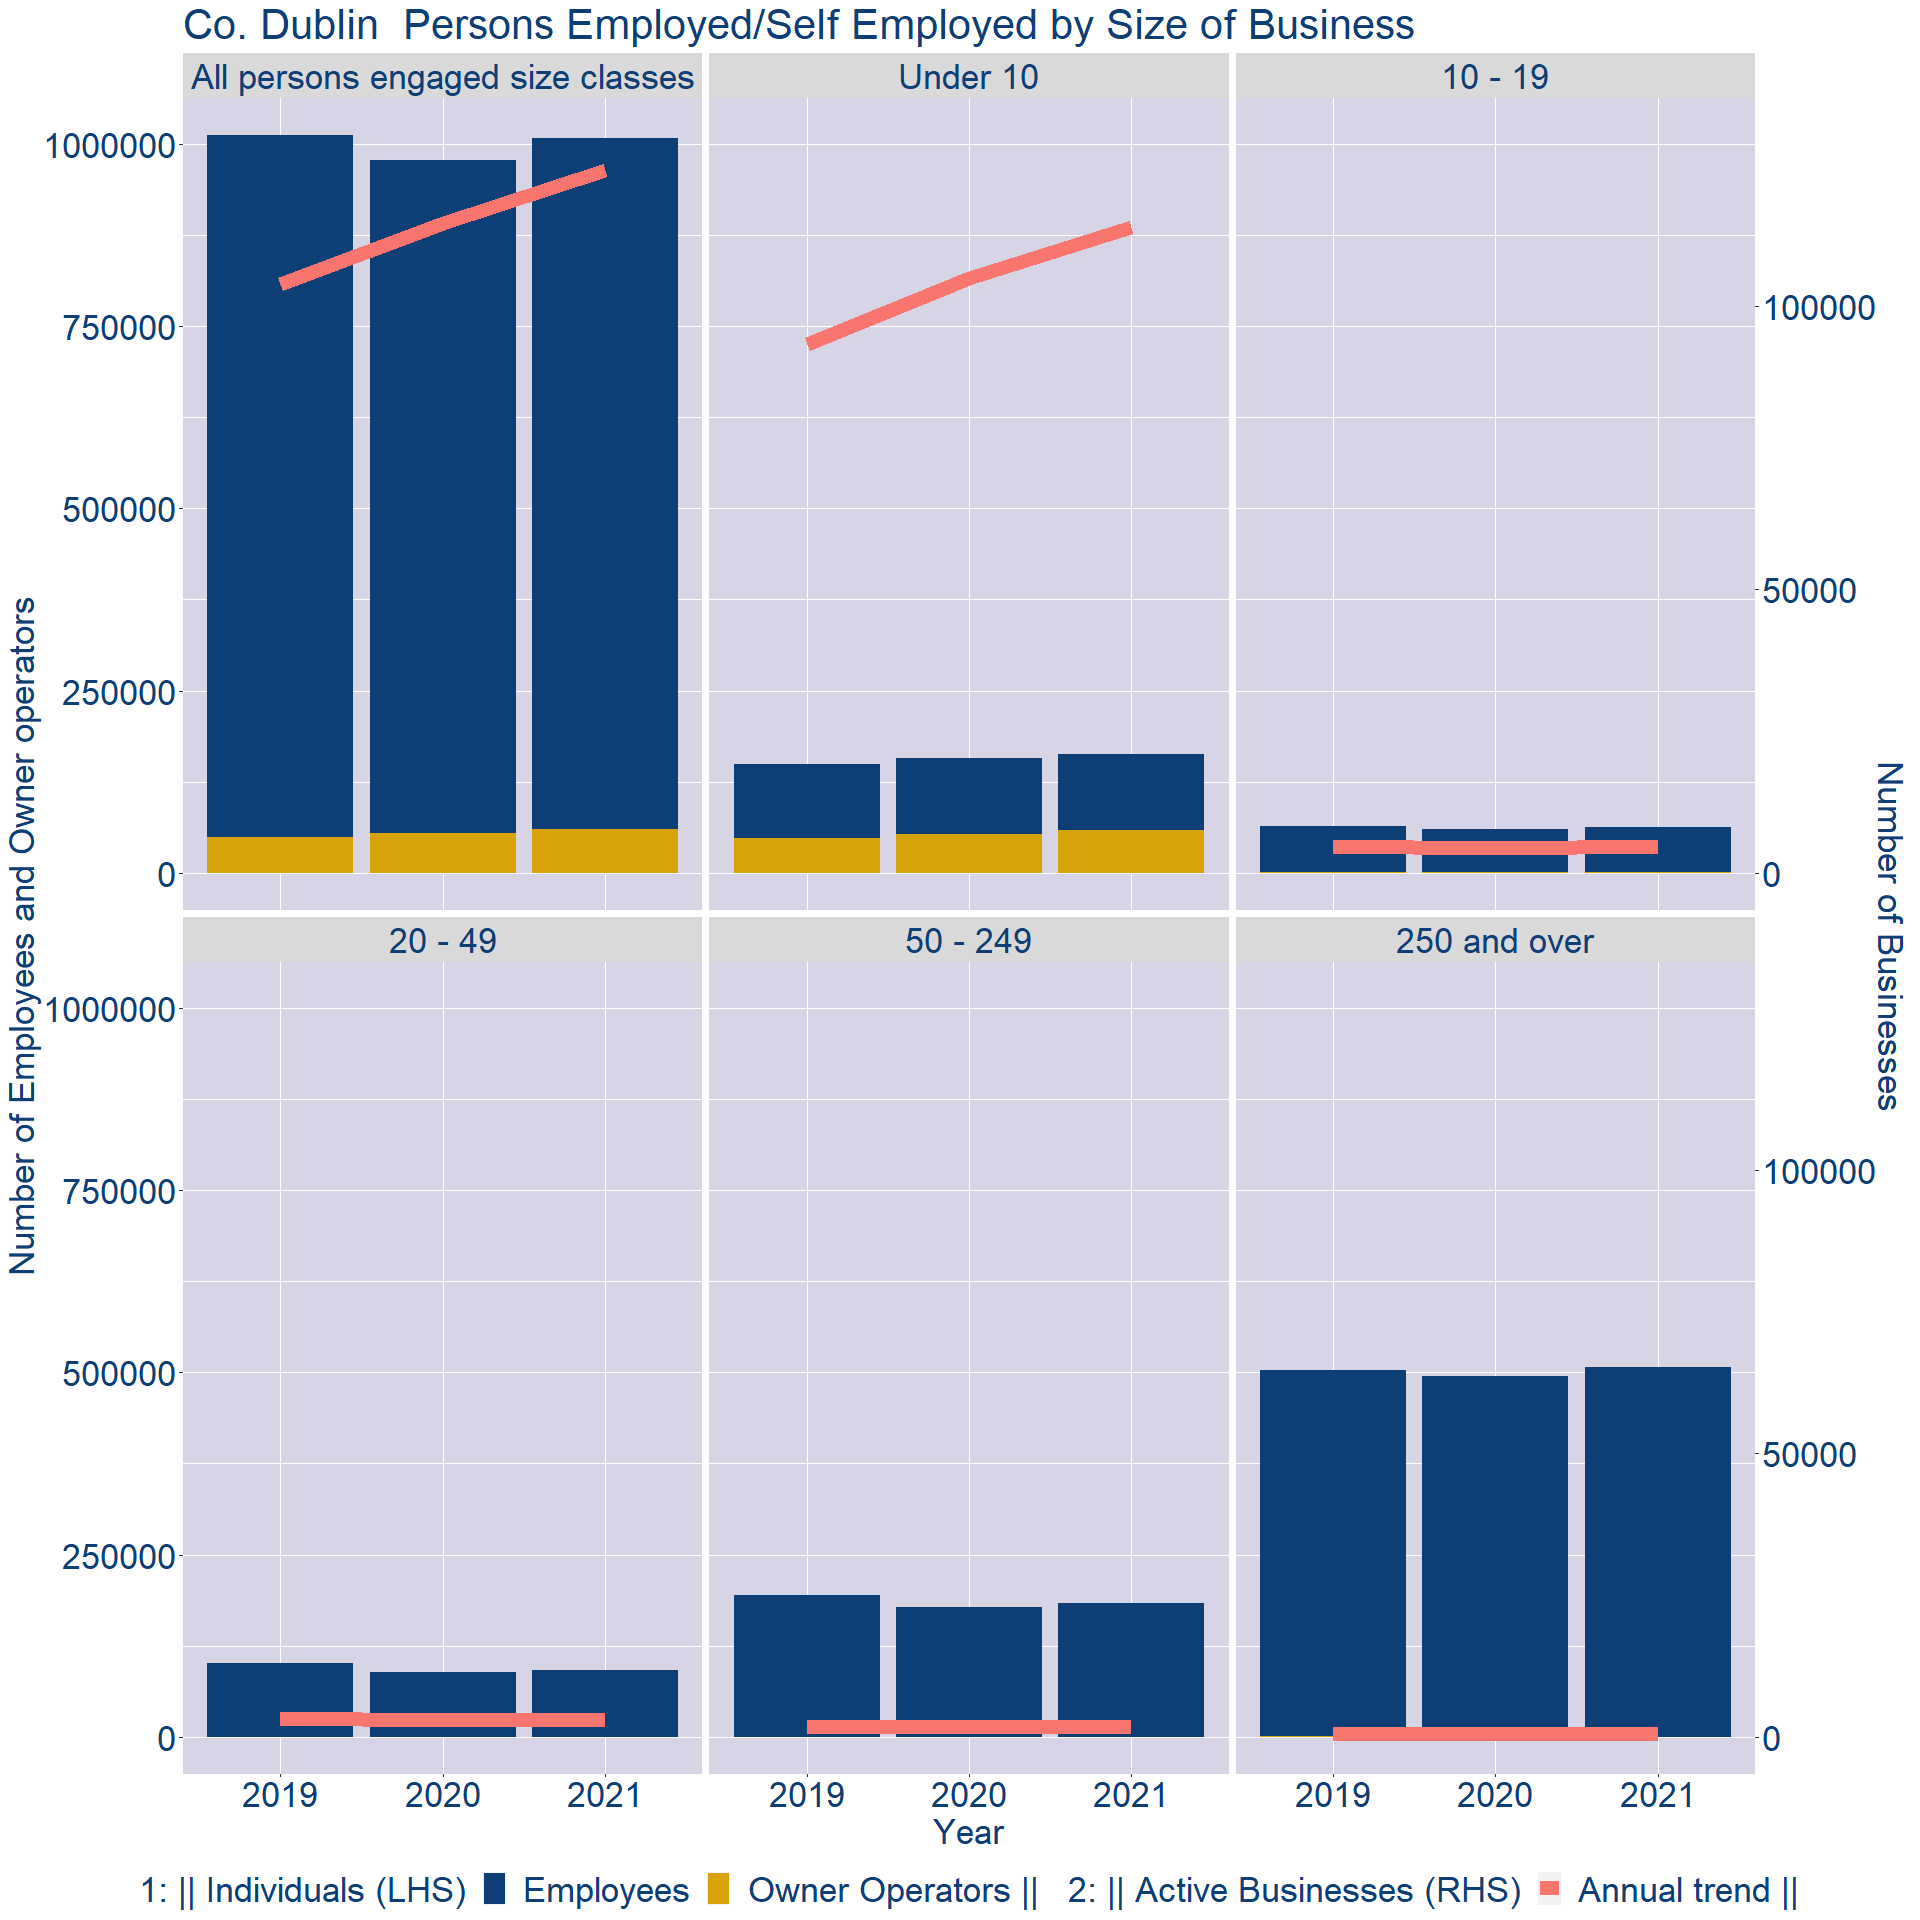 Co. Dublin  Persons Employed/Self Employed by Size of Business
All persons engaged size classes
Under 10
10 - 19
1000000
750000
500000
250000
0
100000
50000
0
20 - 49
50 - 249
250 and over
1000000
750000
500000
250000
0
100000
50000
0
Number of Employees and Owner operators
Number of Businesses
2019 2020 2021 2019 2020 2021 2019 2020 2021
Year
1: || Individuals (LHS) Employees Owner Operators || 2: || Active Businesses (RHS) Annual trend ||